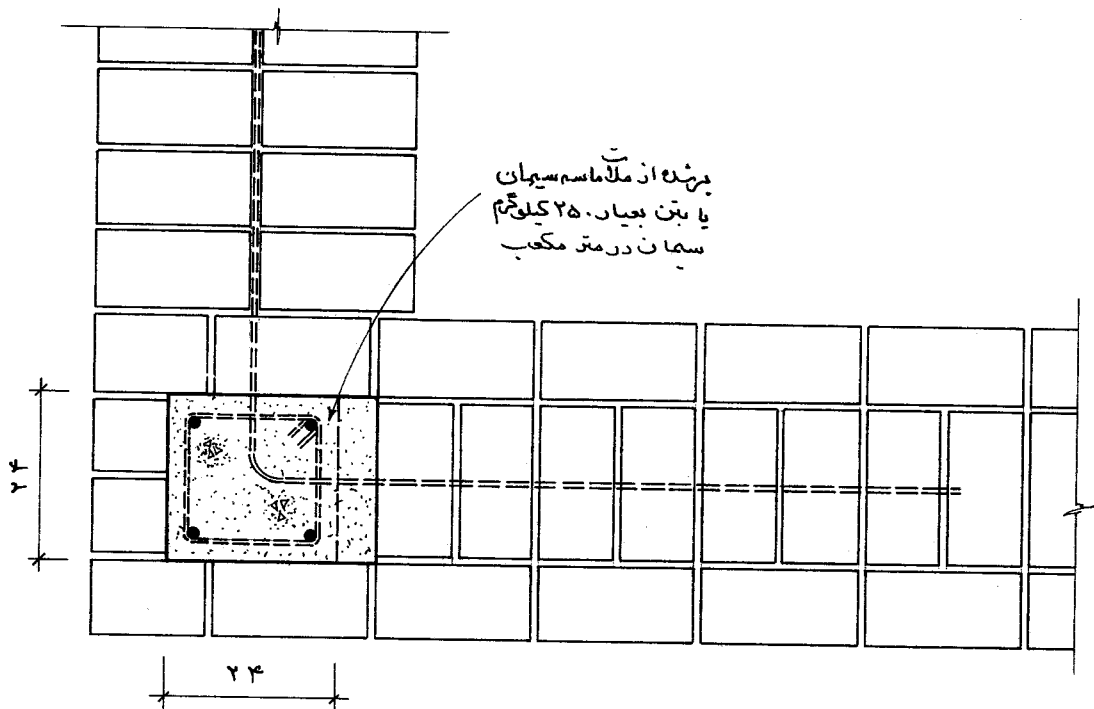 پرشده از ملات ماسه سیمان
یا بتن بعیار ۲۵۰ کیلوگرم
سیمان در متر مکعب
۲۴
۲۴